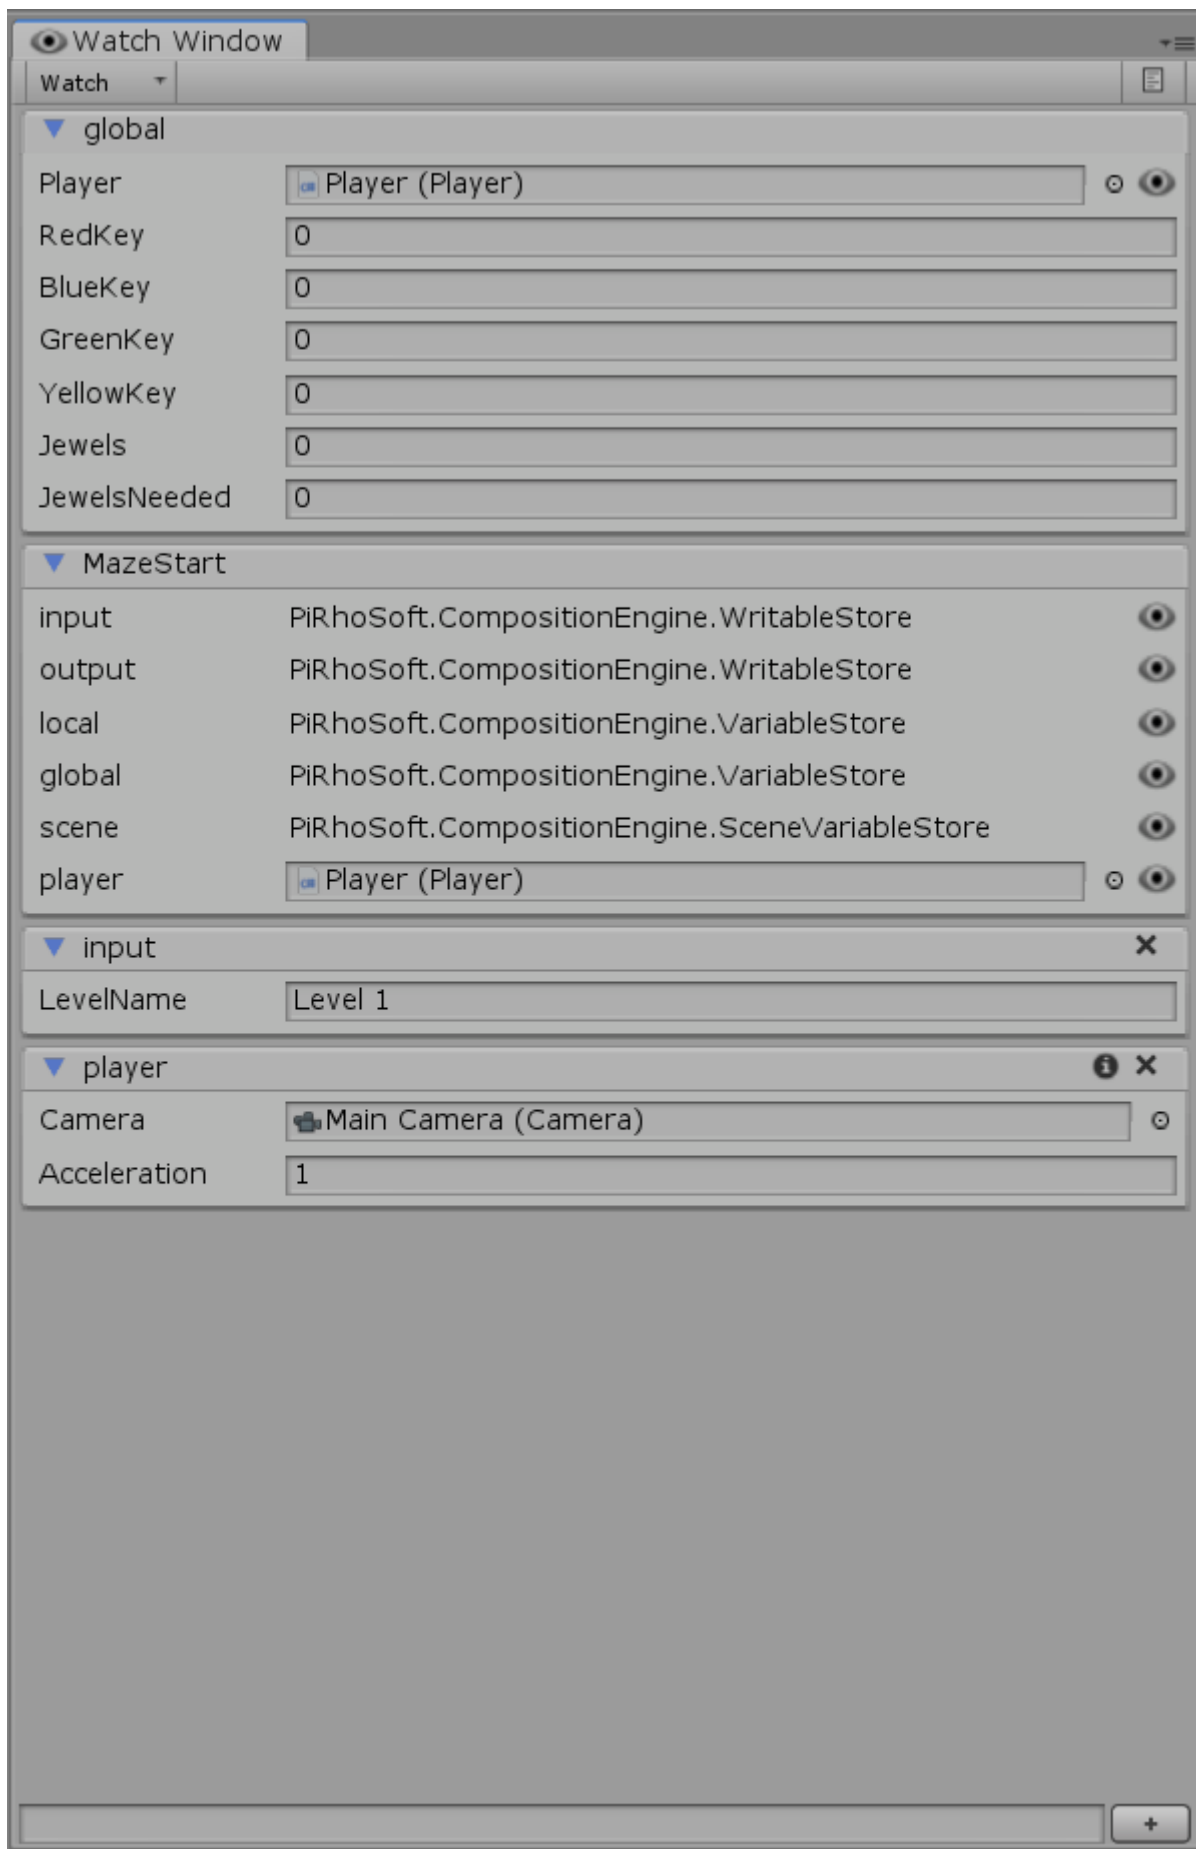 Watch Window
Watch
global
Player Player (Player)
RedKey 0
BlueKey 0
GreenKey 0
YellowKey 0
Jewels 0
JewelsNeeded 0
MazeStart
input PiRhoSoft.CompositionEngine.WritableStore
output PiRhoSoft.CompositionEngine.WritableStore
local PiRhoSoft.CompositionEngine.VariableStore
global PiRhoSoft.CompositionEngine.VariableStore
scene PiRhoSoft.CompositionEngine.SceneVariableStore
player Player (Player)
input
LevelName Level 1
player
Camera Main Camera (Camera)
Acceleration 1
+